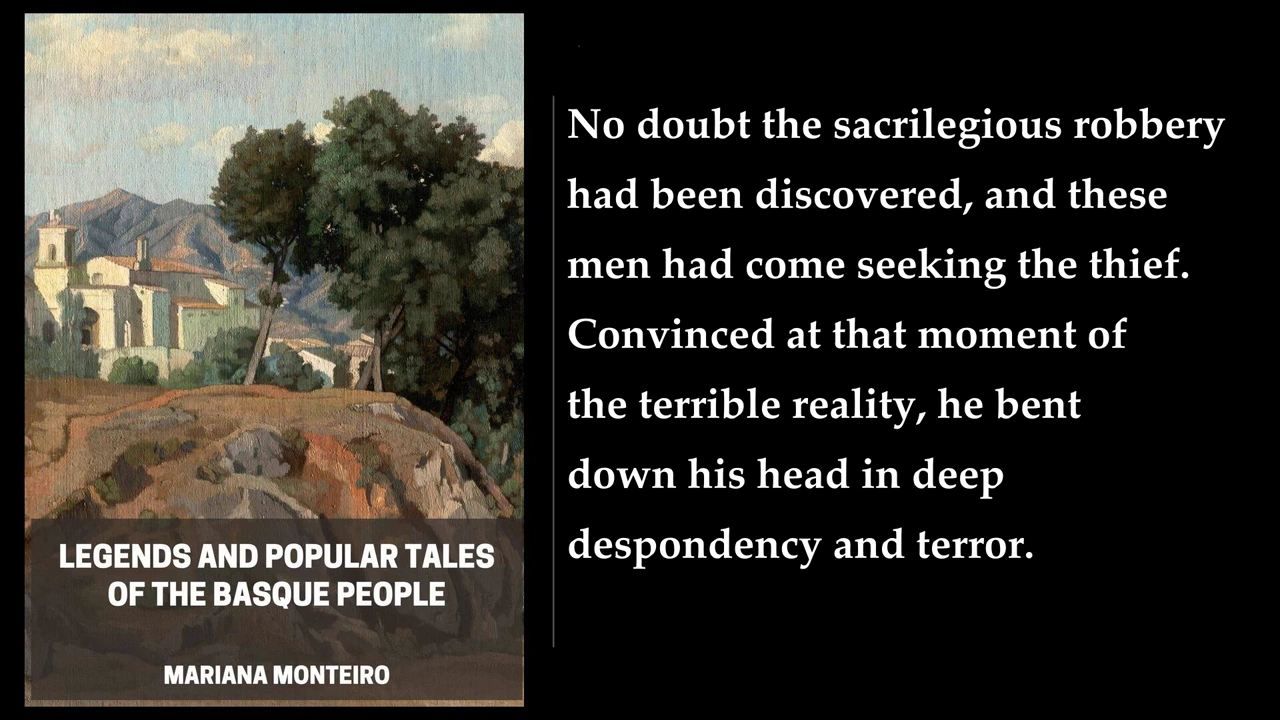 LEGENDS AND POPULAR TALES
OF THE BASQUE PEOPLE
MARIANA MONTEIRO
No doubt the sacrilegious robbery
had been discovered, and these
men had come seeking the thief.
Convinced at that moment of
the terrible reality, he bent
down his head in deep
despondency and terror.